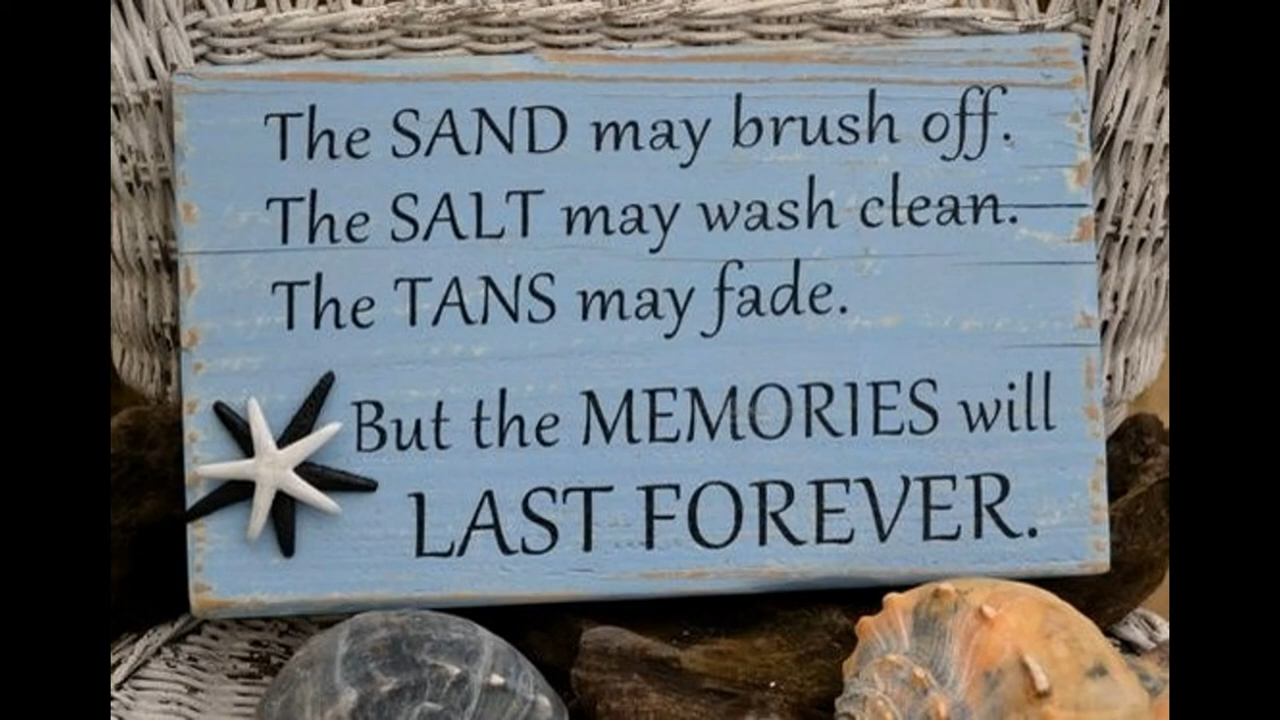 The SAND may brush off.
The SALT may wash clean.
The TANS may fade.
But the MEMORIES will
LAST FOREVER.